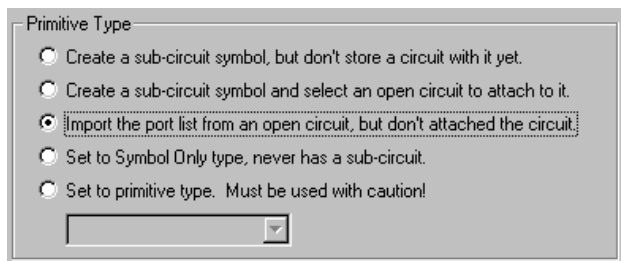 Primitive Type
Create a sub-circuit symbol, but don't store a circuit with it yet.
Create a sub-circuit symbol and select an open circuit to attach to it.
Import the port list from an open circuit, but don't attached the circuit.
Set to Symbol Only type, never has a sub-circuit.
Set to primitive type.  Must be used with caution!